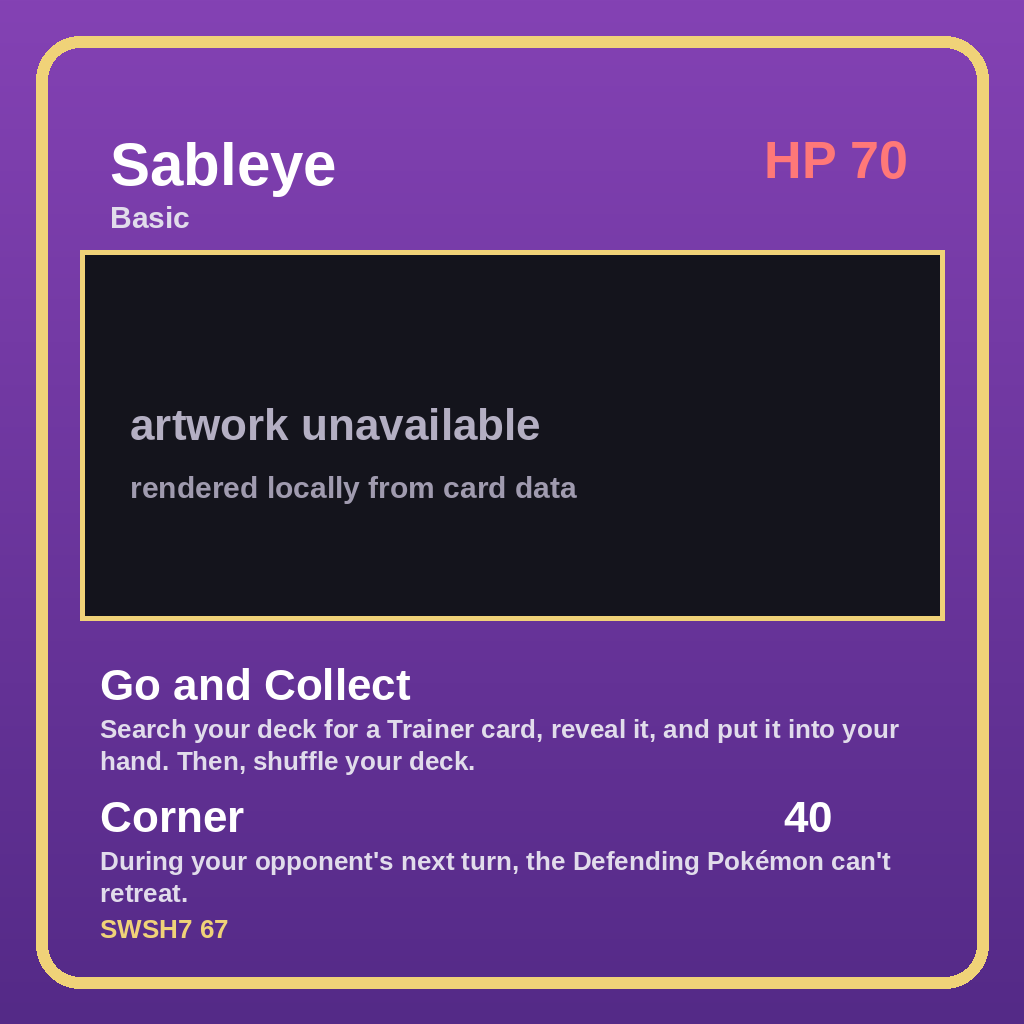 Sableye
HP 70
Basic
artwork unavailable
rendered locally from card data
Go and Collect
Search your deck for a Trainer card, reveal it, and put it into your
hand. Then, shuffle your deck.
Corner 40
During your opponent's next turn, the Defending Pokémon can't
retreat.
SWSH7 67